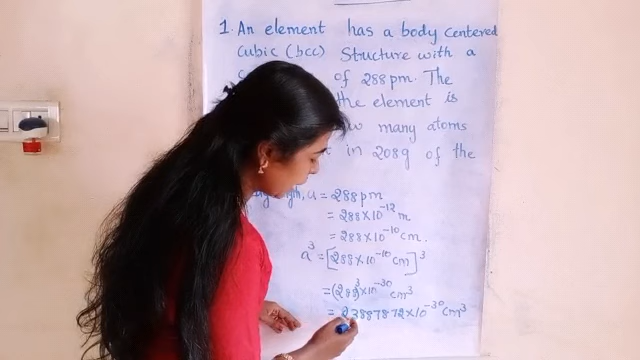 1. An element has a body centered
cubic (bcc) Structure with a
of 288 pm. The
the element is
how many atoms
in 208g of the
a = 288 pm
= 288×10⁻¹² m
= 288×10⁻¹⁰ cm.
a³ = [288×10⁻¹⁰ cm]³
= (288)³×10⁻³⁰ cm³
= 23887872×10⁻³⁰ cm³